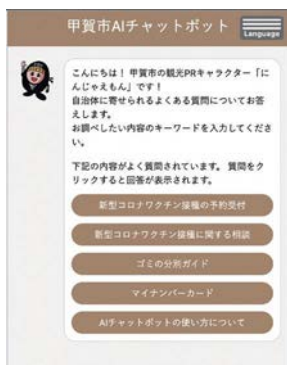 甲賀市AIチャットボット
Language
こんにちは！ 甲賀市の観光PRキャラクター「に
んじゃえもん」です！
自治体に寄せられるよくある質問についてお答
えします。
お調べしたい内容のキーワードを入力してくださ
い。
下記の内容がよく質問されています。 質問をク
リックすると回答が表示されます。
新型コロナワクチン接種の予約受付
新型コロナワクチン接種に関する相談
ゴミの分別ガイド
マイナンバーカード
AIチャットボットの使い方について